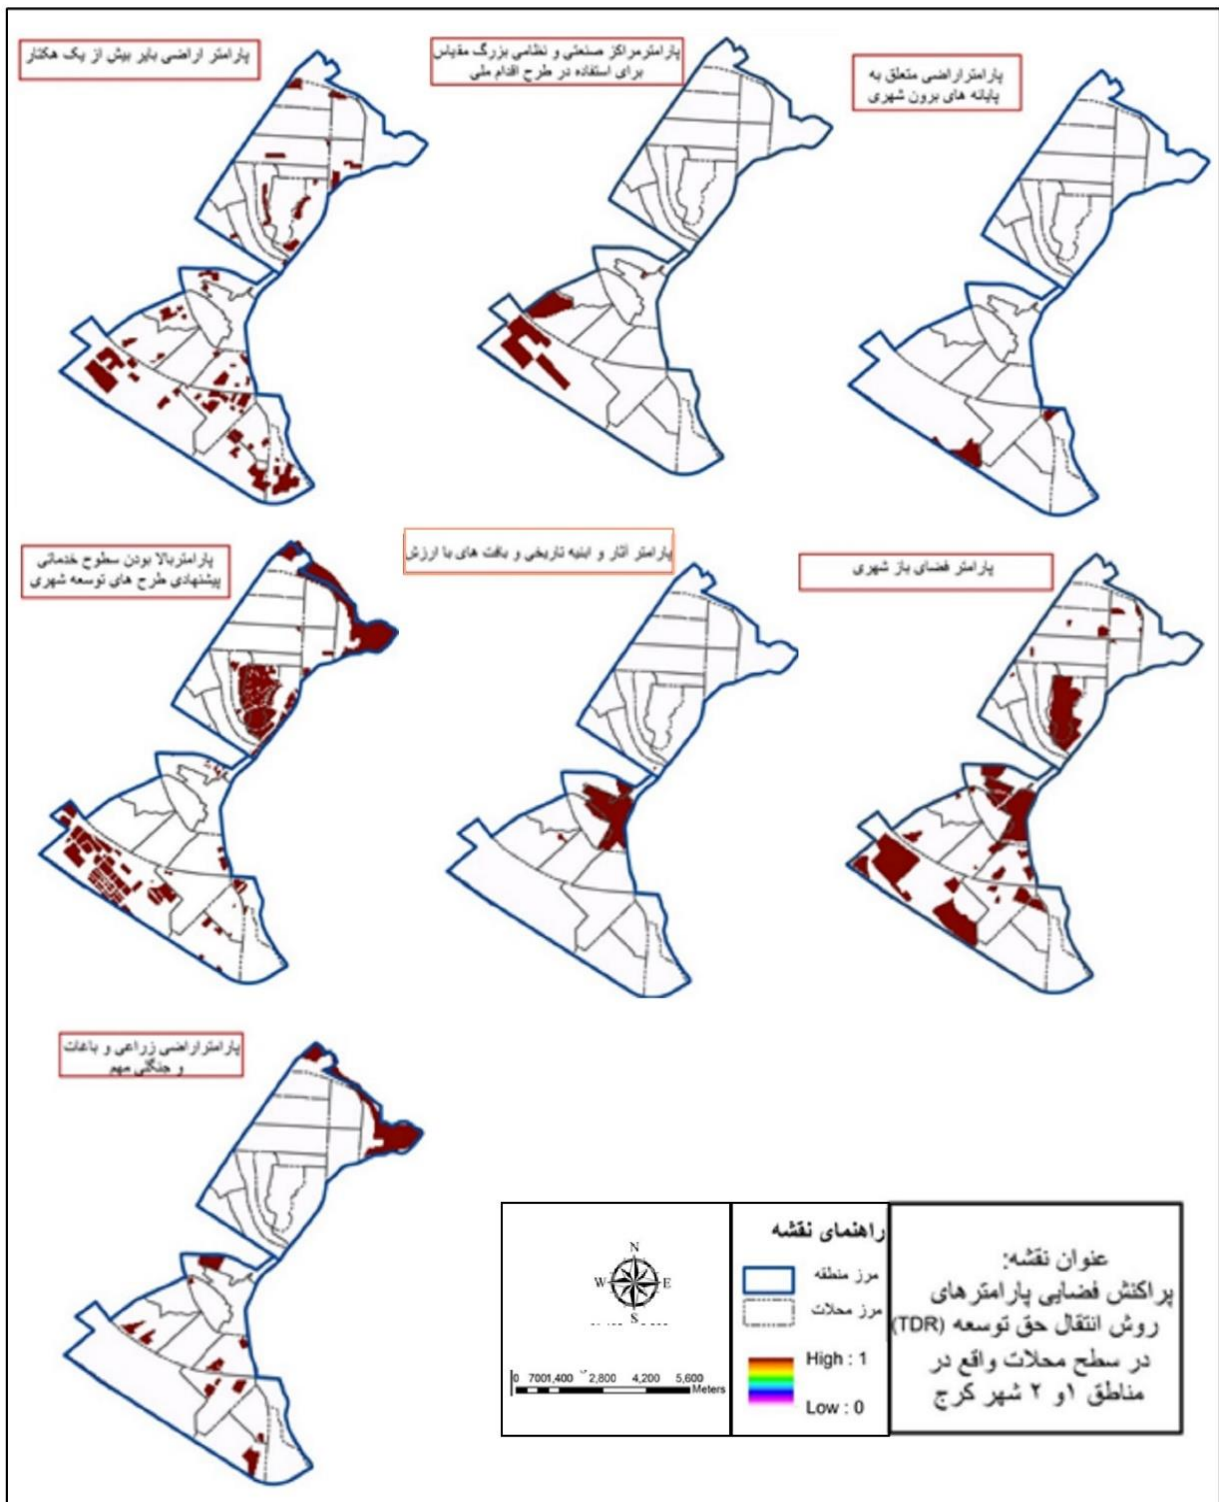 پارامتر اراضی بایر بیش از یک هکتار
پارامترمراکز صنعتی و نظامی بزرگ مقیاس
برای استفاده در طرح اقدام ملی
پارامتراراضی متعلق به
پایانه های برون شهری
پارامتربالا بودن سطوح خدماتی
پیشنهادی طرح های توسعه شهری
پارامتر آثار و ابنیه تاریخی و بافت های با ارزش
پارامتر فضای باز شهری
پارامتراراضی زراعی و باغات
و جنگلی مهم
N
W E
S
0 7001,400 2,800 4,200 5,600
Meters
راهنمای نقشه
مرز منطقه
مرز محلات
High : 1
Low : 0
عنوان نقشه:
پراکنش فضایی پارامترهای
روش انتقال حق توسعه (TDR)
در سطح محلات واقع در
مناطق ۱و ۲ شهر کرج